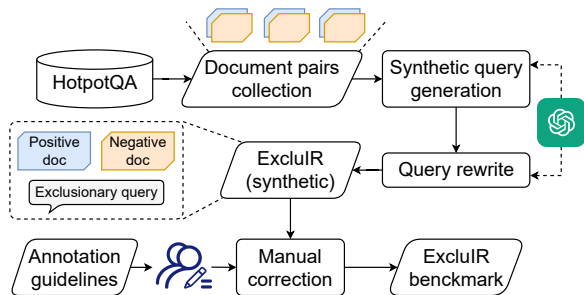 HotpotQA
Document pairs
collection
Synthetic query
generation
Positive
doc
Negative
doc
Exclusionary query
ExcluIR
(synthetic)
Query rewrite
Annotation
guidelines
Manual
correction
ExcluIR
benckmark